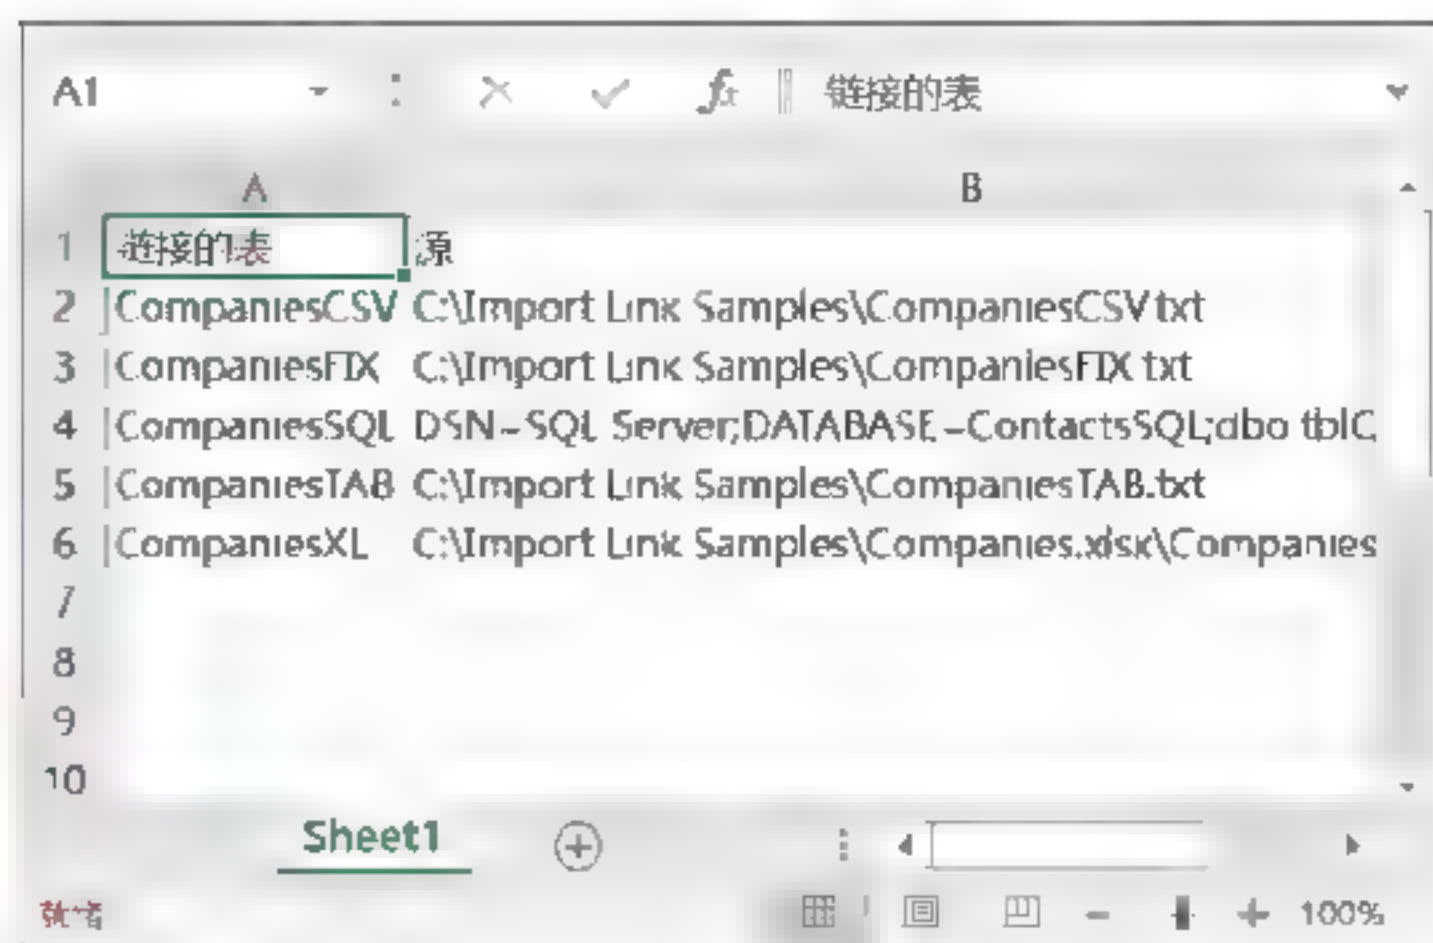 A1 fx 链接的表
A B
1 链接的表 源
2 CompaniesCSV C:\Import Link Samples\CompaniesCSV.txt
3 CompaniesFIX C:\Import Link Samples\CompaniesFIX.txt
4 CompaniesSQL DSN=SQL Server;DATABASE=ContactsSQL;dbo.tblC
5 CompaniesTAB C:\Import Link Samples\CompaniesTAB.txt
6 CompaniesXL C:\Import Link Samples\Companies.xlsx\Companies
7
8
9
10
Sheet1
就绪 100%